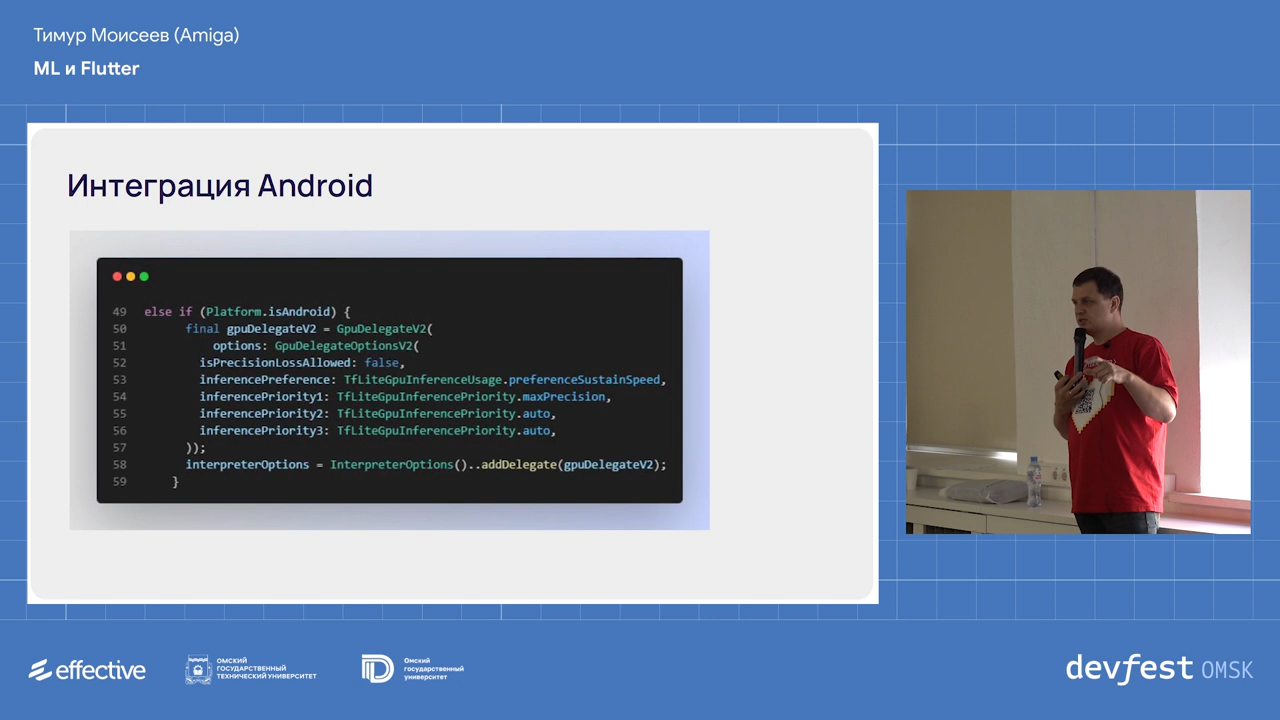 Тимур Моисеев (Amiga)
ML и Flutter
Интеграция Android
49 else if (Platform.isAndroid) {
50 final gpuDelegateV2 = GpuDelegateV2(
51 options: GpuDelegateOptionsV2(
52 isPrecisionLossAllowed: false,
53 inferencePreference: TfLiteGpuInferenceUsage.preferenceSustainSpeed,
54 inferencePriority1: TfLiteGpuInferencePriority.maxPrecision,
55 inferencePriority2: TfLiteGpuInferencePriority.auto,
56 inferencePriority3: TfLiteGpuInferencePriority.auto,
57 ));
58 interpreterOptions = InterpreterOptions()..addDelegate(gpuDelegateV2);
59 }
effective
ОМСКИЙ
ГОСУДАРСТВЕННЫЙ
ТЕХНИЧЕСКИЙ УНИВЕРСИТЕТ
Омский
государственный
университет
devfest OMSK